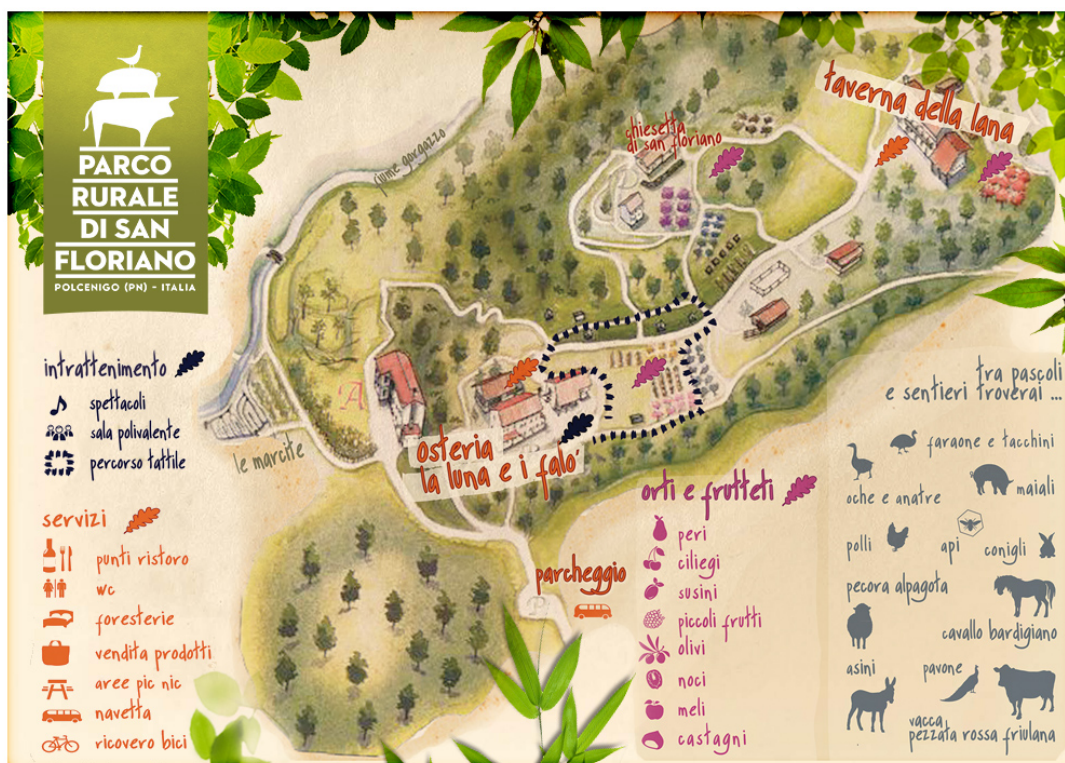 PARCO
RURALE
DI SAN
FLORIANO
POLCENIGO (PN) - ITALIA
fiume gorgazzo
chiesetta
di san floriano
taverna della lana
A
le marcite
osteria
la luna e i falo'
parcheggio
P
intrattenimento
spettacoli
sala polivalente
percorso tattile
servizi
punti ristoro
wc
foresterie
vendita prodotti
aree pic nic
navetta
ricovero bici
orti e frutteti
peri
ciliegi
susini
piccoli frutti
olivi
noci
meli
castagni
tra pascoli
e sentieri troverai ...
faraone e tacchini
oche e anatre
maiali
polli
api
conigli
pecora alpagota
cavallo bardigiano
asini
pavone
vacca
pezzata rossa friulana